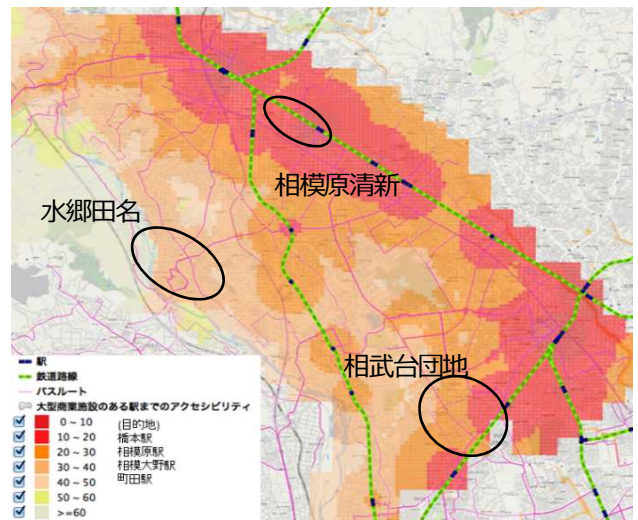 相模原清新
水郷田名
相武台団地
駅
鉄道路線
バスルート
大型商業施設のある駅までのアクセシビリティ
0 ~ 10
10 ~ 20
20 ~ 30
30 ~ 40
40 ~ 50
50 ~ 60
>=60
(目的地)
橋本駅
相模原駅
相模大野駅
町田駅